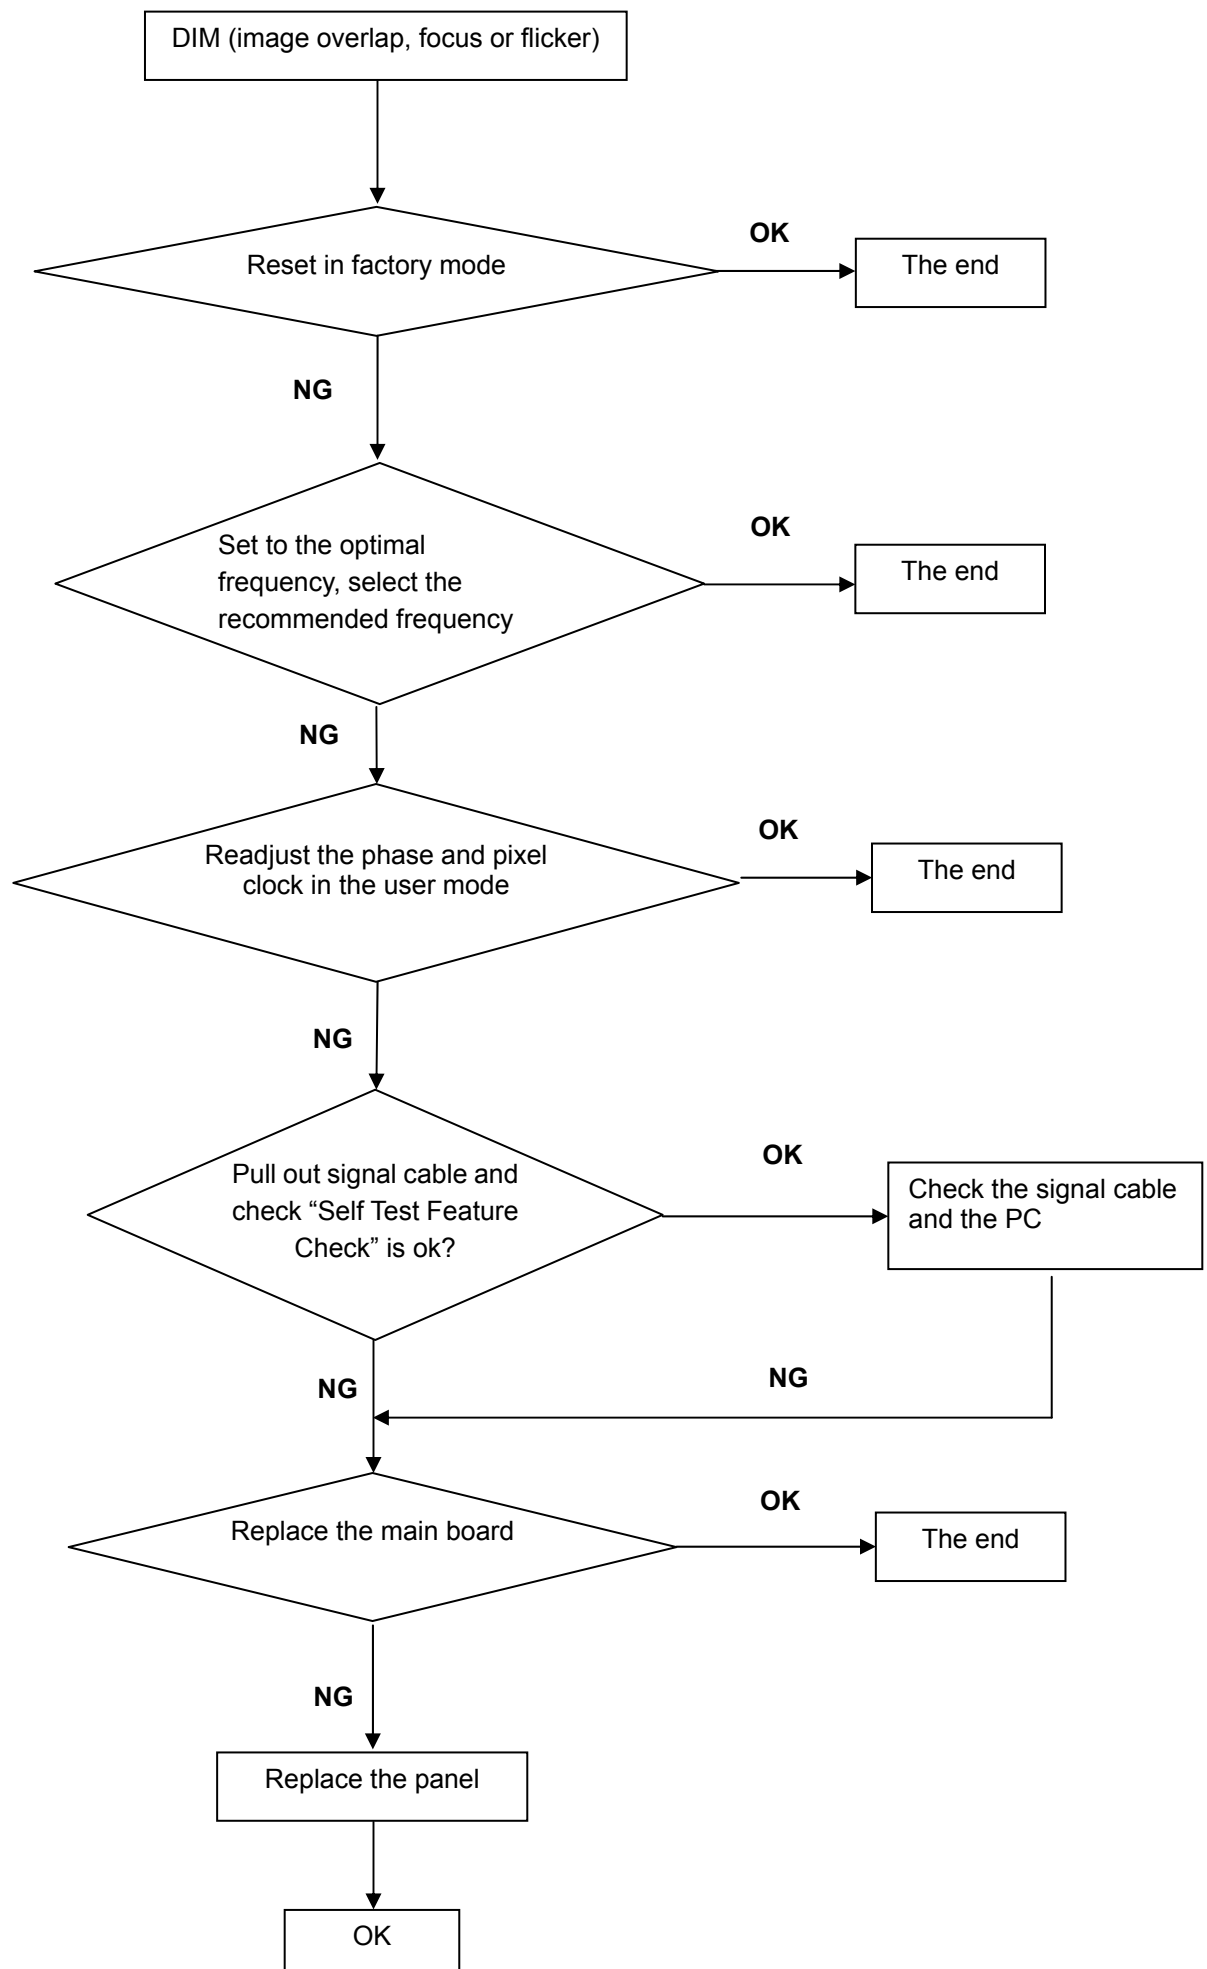 DIM (image overlap, focus or flicker)
OK
Reset in factory mode
The end
NG
OK
Set to the optimal
frequency, select the
recommended frequency
The end
NG
OK
Readjust the phase and pixel
clock in the user mode
The end
NG
OK
Pull out signal cable and
check “Self Test Feature
Check” is ok?
Check the signal cable
and the PC
NG
NG
OK
Replace the main board
The end
NG
Replace the panel
OK